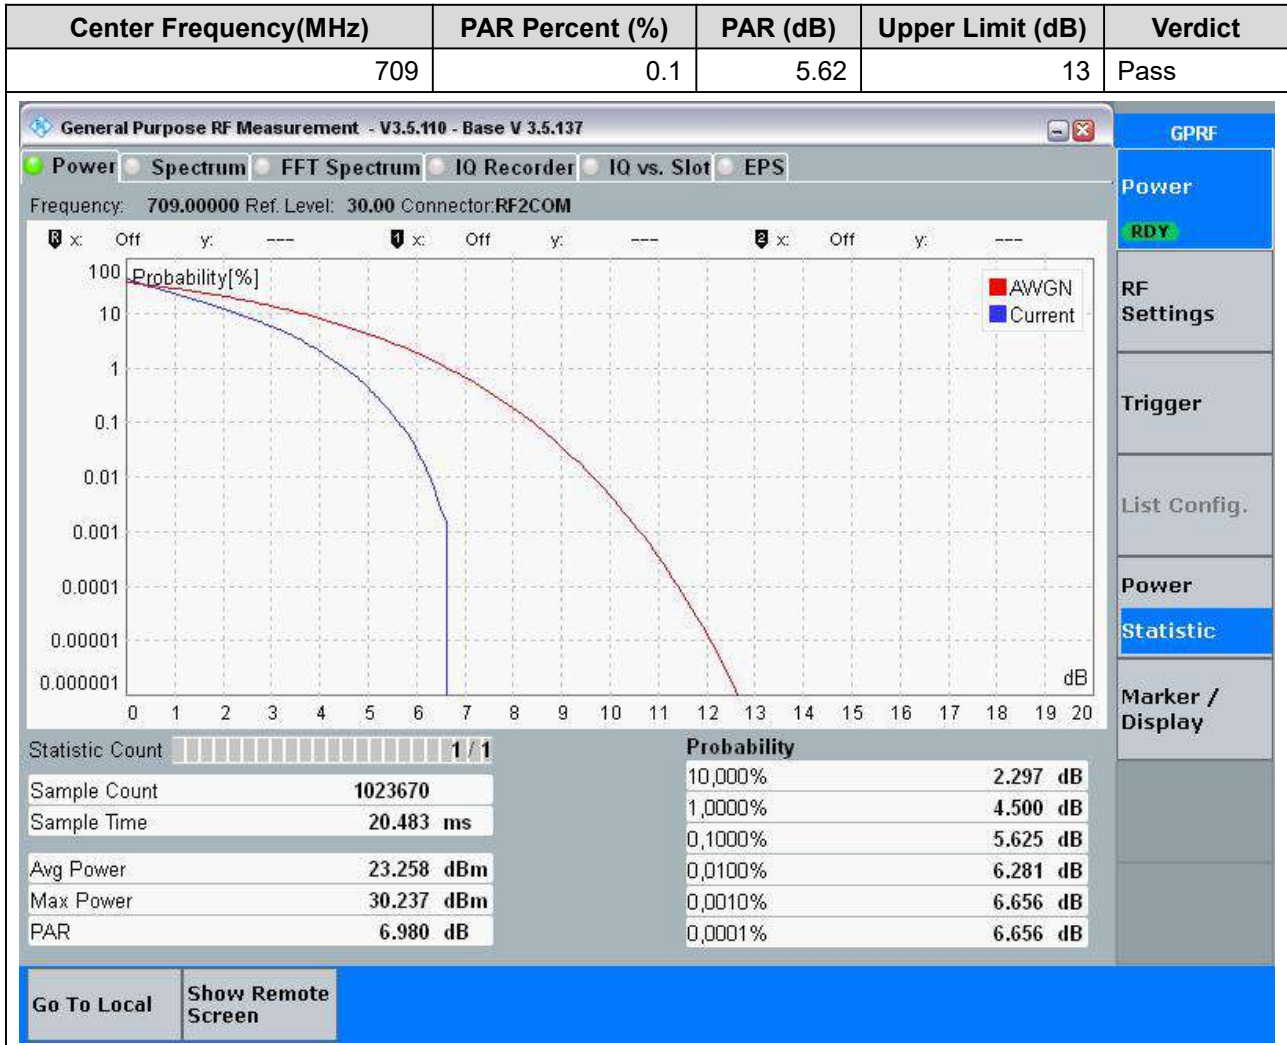 Center Frequency(MHz) PAR Percent (%) PAR (dB) Upper Limit (dB) Verdict
709 0.1 5.62 13 Pass
General Purpose RF Measurement - V3.5.110 - Base V 3.5.137
GPRF
Power Spectrum FFT Spectrum IQ Recorder IQ vs. Slot EPS
Power
RDY
Frequency: 709.00000 Ref. Level: 30.00 Connector:RF2COM
R x: Off y: --- 1 x: Off y: --- 2 x: Off y: ---
Probability[%]
100
10
1
0.1
0.01
0.001
0.0001
0.00001
0.000001
AWGN
Current
dB
0 1 2 3 4 5 6 7 8 9 10 11 12 13 14 15 16 17 18 19 20
RF
Settings
Trigger
List Config.
Power
Statistic
Marker /
Display
Statistic Count 1 / 1
Sample Count 1023670
Sample Time 20.483 ms
Avg Power 23.258 dBm
Max Power 30.237 dBm
PAR 6.980 dB
Probability
10,000% 2.297 dB
1,0000% 4.500 dB
0,1000% 5.625 dB
0,0100% 6.281 dB
0,0010% 6.656 dB
0,0001% 6.656 dB
Go To Local
Show Remote
Screen